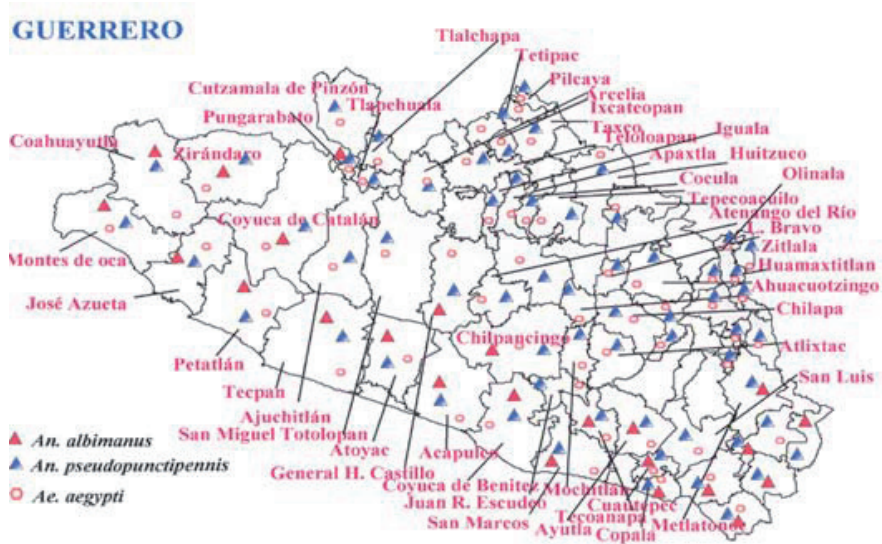 GUERRERO
Tlalchapa
Tetipac
Pilcaya
Cutzamala de Pinzón
Arcelia
Tlapehuala
Ixcateopan
Pungarabato
Taxco
Teloloapan
Iguala
Coahuayutla
Zirándaro
Apaxtla
Huitzuco
Cocula
Olinala
Tepecoacuilo
Coyuca de Catalán
Atenango del Río
L. Bravo
Zitlala
Montes de oca
Huamaxtitlan
Ahuacuotzingo
José Azueta
Chilapa
Chilpancingo
Atlixtac
Petatlán
Tecpan
San Luis
Ajuchitlán
San Miguel Totolopan
Atoyac
Acapulco
General H. Castillo
Coyuca de Benitez
Mochitlán
Juan R. Escudeo
Cuautepec
San Marcos
Tecoanapa
Metlatonoc
Ayutla
Copala
An. albimanus
An. pseudopunctipennis
Ae. aegypti